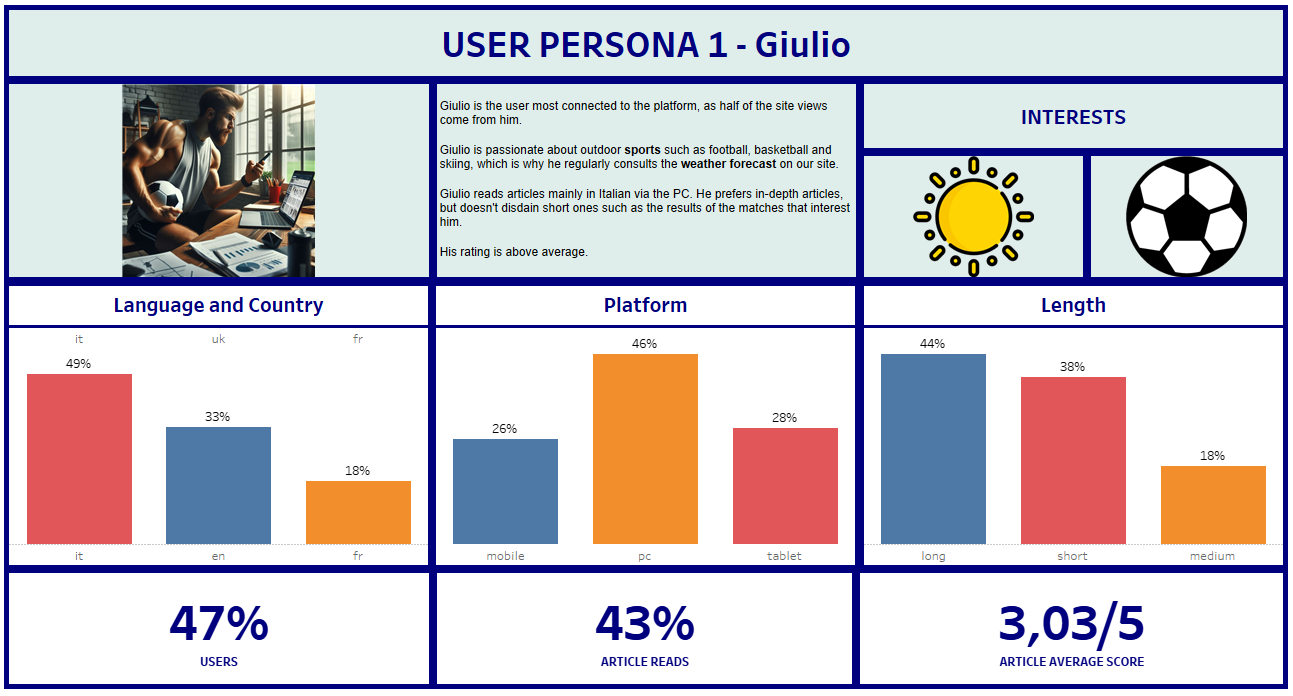 USER PERSONA 1 - Giulio
Giulio is the user most connected to the platform, as half of the site views
come from him.
Giulio is passionate about outdoor sports such as football, basketball and
skiing, which is why he regularly consults the weather forecast on our site.
Giulio reads articles mainly in Italian via the PC. He prefers in-depth articles,
but doesn't disdain short ones such as the results of the matches that interest
him.
His rating is above average.
INTERESTS
Language and Country
it uk fr
49%
33%
18%
it en fr
Platform
46%
26%
28%
mobile pc tablet
Length
44%
38%
18%
long short medium
47%
USERS
43%
ARTICLE READS
3,03/5
ARTICLE AVERAGE SCORE